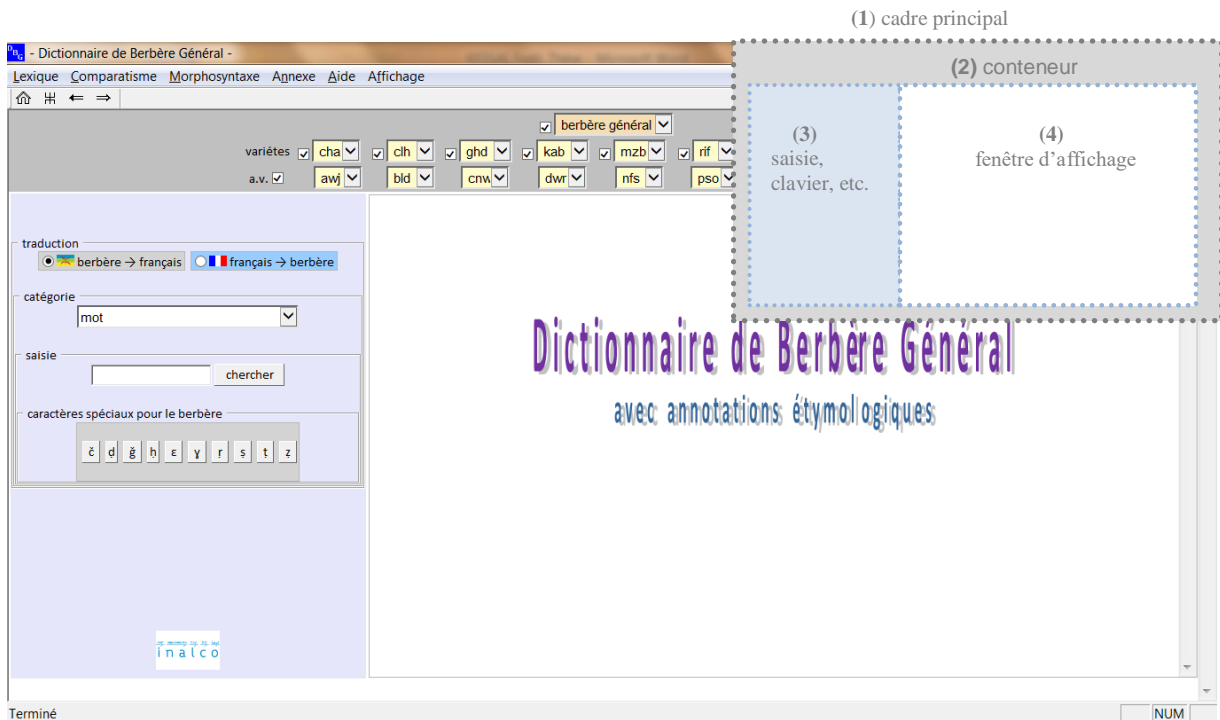 (1) cadre principal
- Dictionnaire de Berbère Général -
(2) conteneur
Lexique Comparatisme Morphosyntaxe Annexe Aide Affichage
berbère général
variétes cha clh ghd kab mzb rif
a.v. awj bld cnw dwr nfs pso
(3)
saisie,
clavier, etc.
(4)
fenêtre d'affichage
traduction
berbère → français français → berbère
catégorie
mot
saisie
chercher
caractères spéciaux pour le berbère
č ḍ ğ ḥ ɛ ɣ ṛ ṣ ṭ ẓ
Dictionnaire de Berbère Général
avec annotations étymologiques
inalco
Terminé NUM